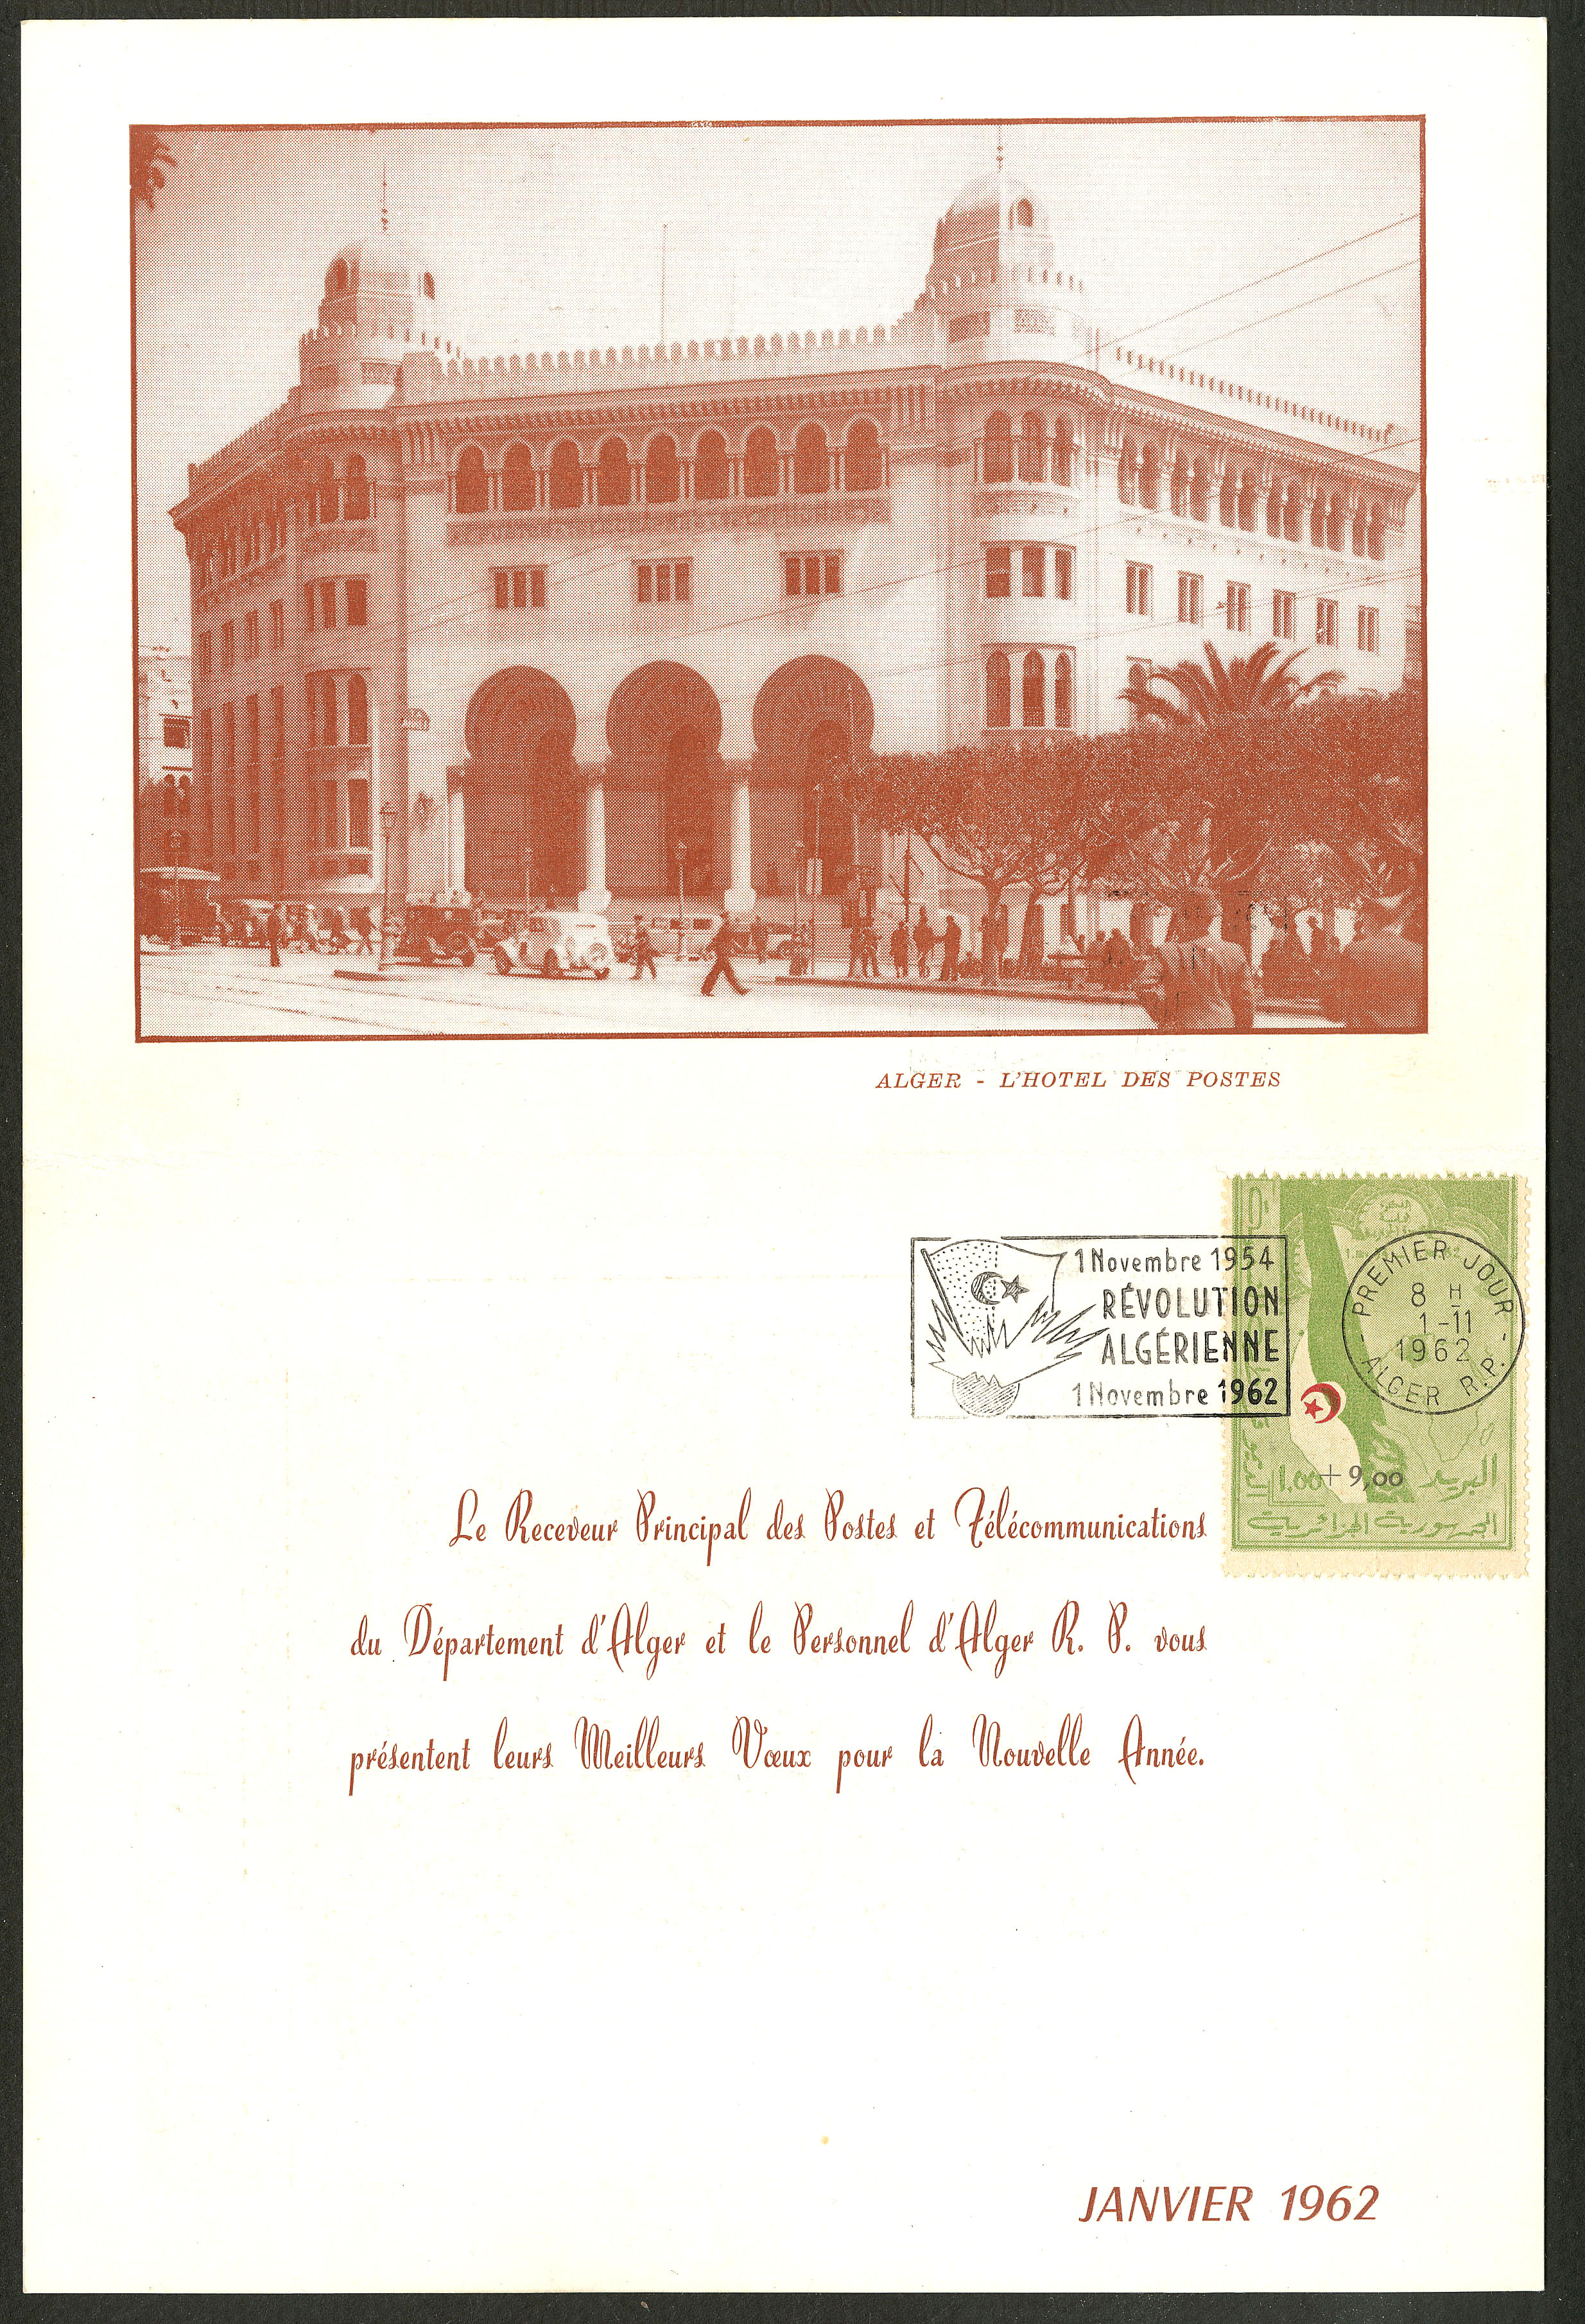 ALGER - L'HOTEL DES POSTES
1 Novembre 1954
RÉVOLUTION
ALGÉRIENNE
1 Novembre 1962
PREMIER JOUR
8 H
1-11
1962
ALGER R.P.
1.00 + 9,00
البريد
الجمهورية الجزائرية
Le Receveur Principal des Postes et Télécommunications
du Département d'Alger et le Personnel d'Alger R. P. vous
présentent leurs Meilleurs Vœux pour la Nouvelle Année.
JANVIER 1962